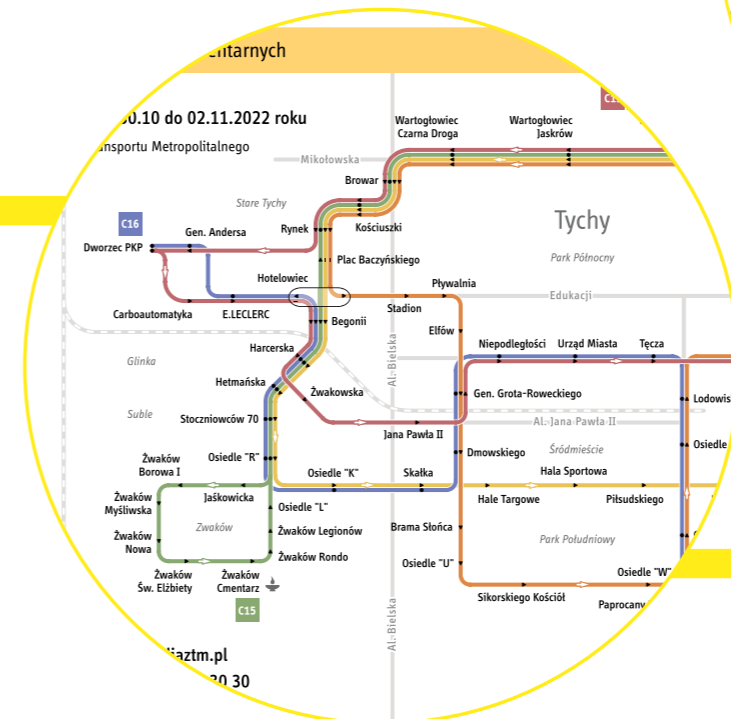 0.10 do 02.11.2022 roku
Transportu Metropolitalnego
Wartogłowiec
Czarna Droga
Wartogłowiec
Jaskrów
Mikołowska
Browar
Stare Tychy
Tychy
C16
Gen. Andersa
Rynek
Kościuszki
Dworzec PKP
Plac Baczyńskiego
Park Północny
Hotelowiec
Pływalnia
Edukacji
Carboautomatyka
E.LECLERC
Begonii
Stadion
Elfów
Harcerska
Niepodległości
Urząd Miasta
Tęcza
Glinka
Al. Bielska
Hetmańska
Żwakowska
Gen. Grota-Roweckiego
Suble
Stoczniowców 70
Jana Pawła II
Al. Jana Pawła II
Osiedle "R"
Dmowskiego
Śródmieście
Osiedle
Żwaków
Borowa I
Osiedle "K"
Skałka
Hala Sportowa
Jaśkowicka
Żwaków
Myśliwska
Osiedle "L"
Hale Targowe
Piłsudskiego
Żwaków
Żwaków Legionów
Brama Słońca
Żwaków
Nowa
Żwaków Rondo
Park Południowy
Osiedle "U"
Osiedle "W"
Żwaków
Św. Elżbiety
Żwaków
Cmentarz
Sikorskiego Kościół
Paprocany
C15
Al. Bielska
iaztm.pl
30 30